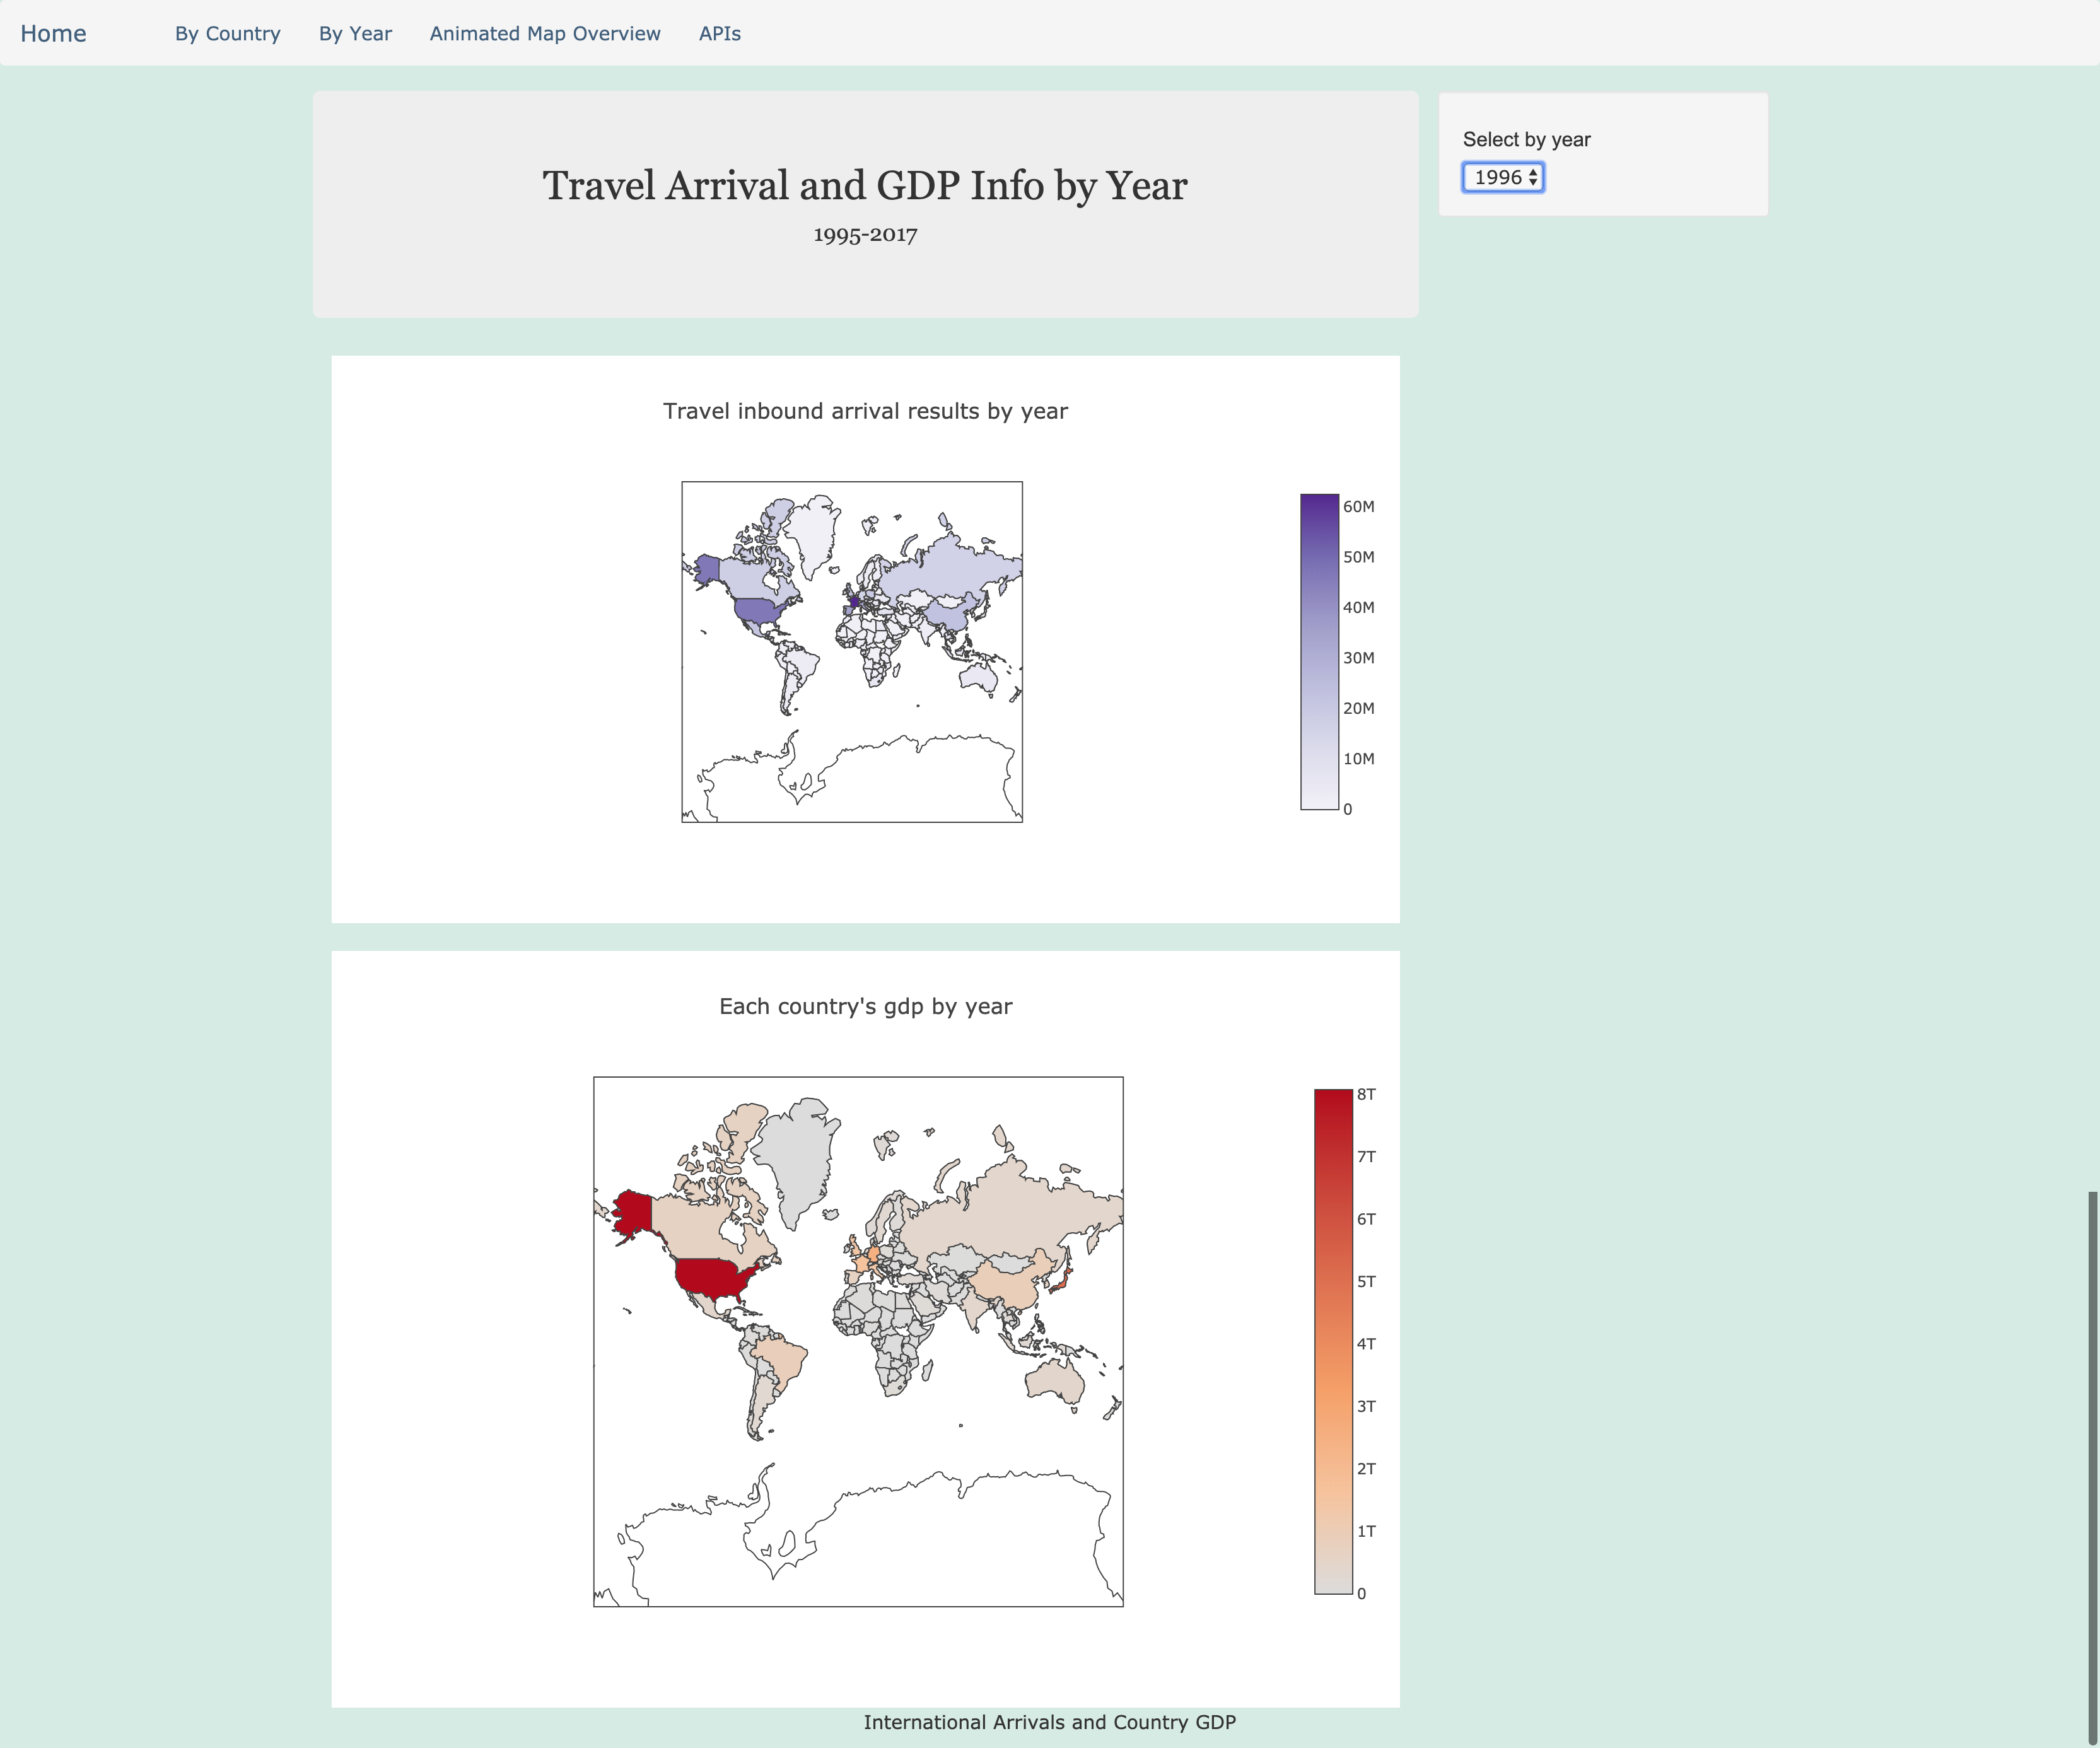 Home By Country By Year Animated Map Overview APIs
Travel Arrival and GDP Info by Year
1995-2017
Select by year
1996
Travel inbound arrival results by year
60M
50M
40M
30M
20M
10M
0
Each country's gdp by year
8T
7T
6T
5T
4T
3T
2T
1T
0
International Arrivals and Country GDP